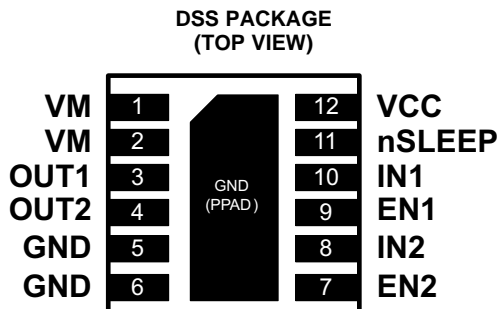 DSS PACKAGE
(TOP VIEW)
VM 1 12 VCC
VM 2 11 nSLEEP
OUT1 3 10 IN1
OUT2 4 GND (PPAD) 9 EN1
GND 5 8 IN2
GND 6 7 EN2